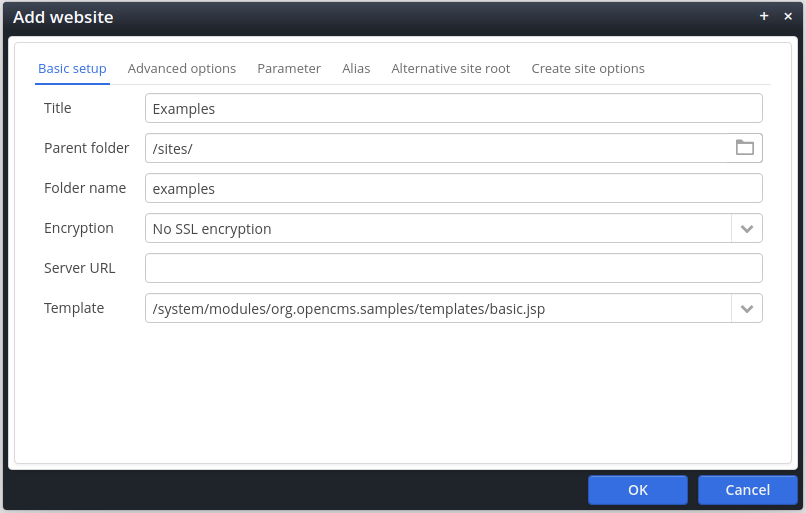 Add website
Basic setup Advanced options Parameter Alias Alternative site root Create site options
Title Examples
Parent folder /sites/
Folder name examples
Encryption No SSL encryption
Server URL
Template /system/modules/org.opencms.samples/templates/basic.jsp
OK Cancel